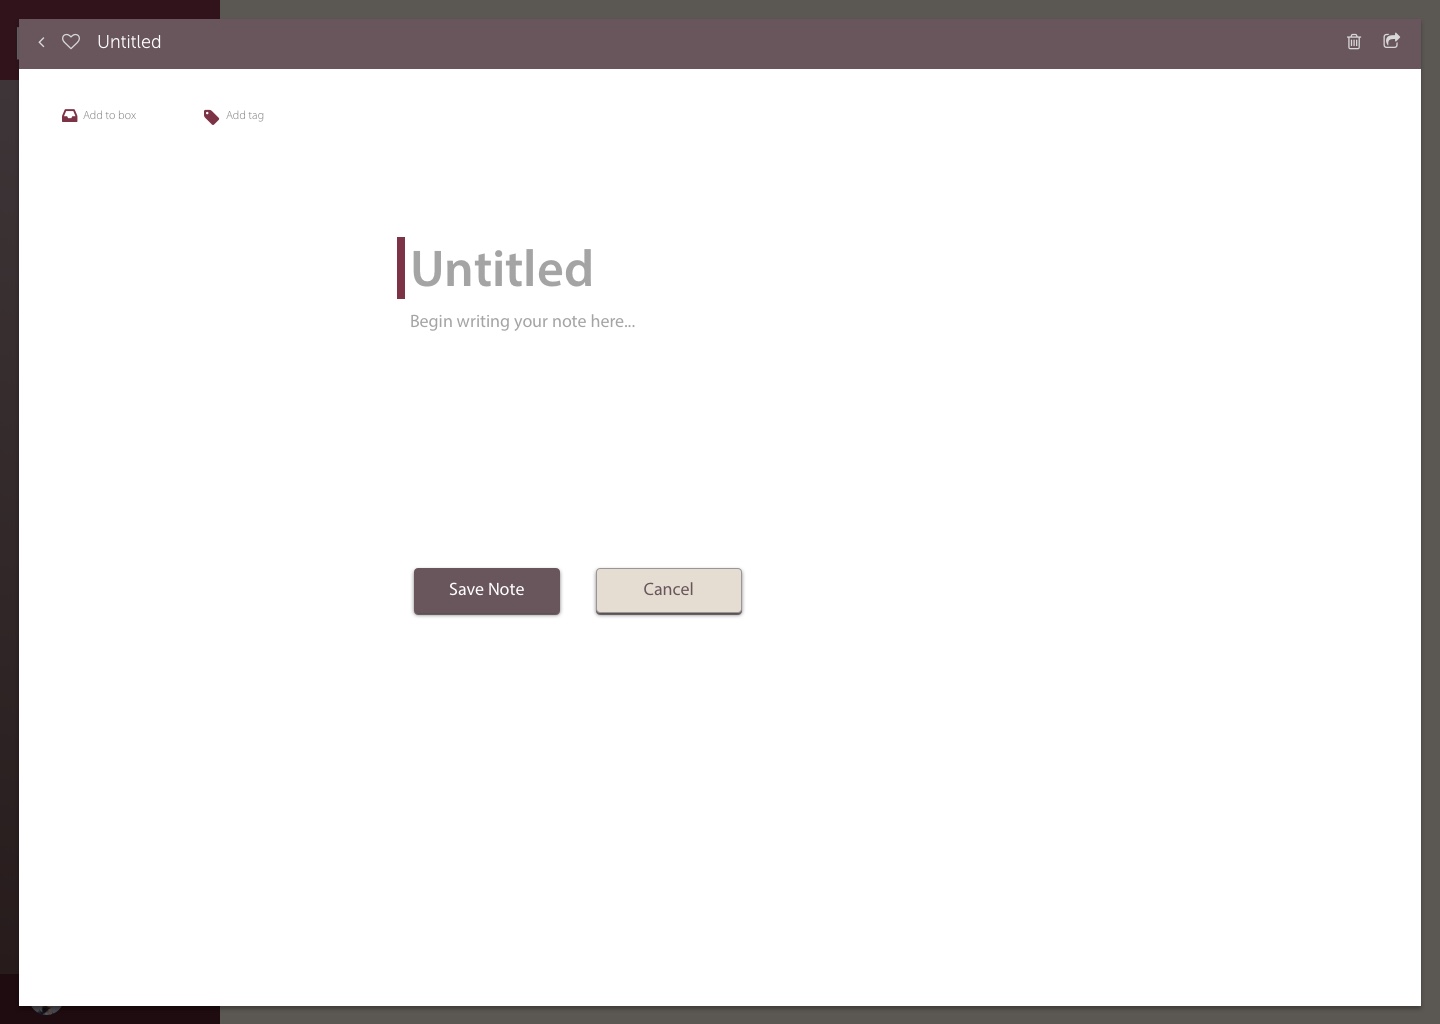 Untitled
Add to box
Add tag
Untitled
Begin writing your note here...
Save Note
Cancel